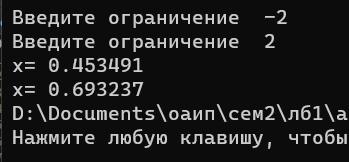 Введите ограничение  -2
Введите ограничение  2
x= 0.453491
x= 0.693237
D:\Documents\оаип\сем2\лб1\а
Нажмите любую клавишу, чтобы